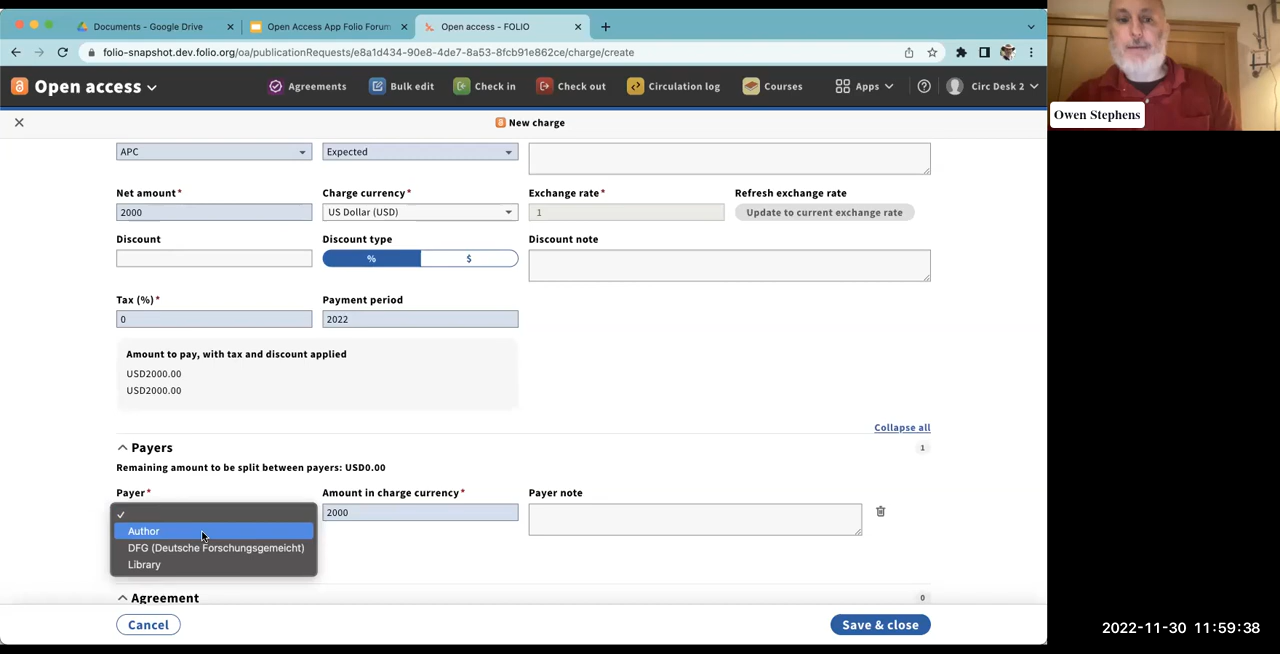 Documents - Google Drive
Open Access App Folio Forum
Open access - FOLIO
folio-snapshot.dev.folio.org/oa/publicationRequests/e8a1d434-90e8-4de7-8a53-8fcb91e862ce/charge/create
Open access
Agreements
Bulk edit
Check in
Check out
Circulation log
Courses
Apps
Circ Desk 2
Owen Stephens
New charge
APC
Expected
Net amount*
Charge currency*
Exchange rate*
Refresh exchange rate
2000
US Dollar (USD)
1
Update to current exchange rate
Discount
Discount type
Discount note
%
$
Tax (%)*
Payment period
0
2022
Amount to pay, with tax and discount applied
USD2000.00
USD2000.00
Collapse all
Payers
1
Remaining amount to be split between payers: USD0.00
Payer*
Amount in charge currency*
Payer note
2000
Author
DFG (Deutsche Forschungsgemeicht)
Library
Agreement
0
Cancel
Save & close
2022-11-30 11:59:38